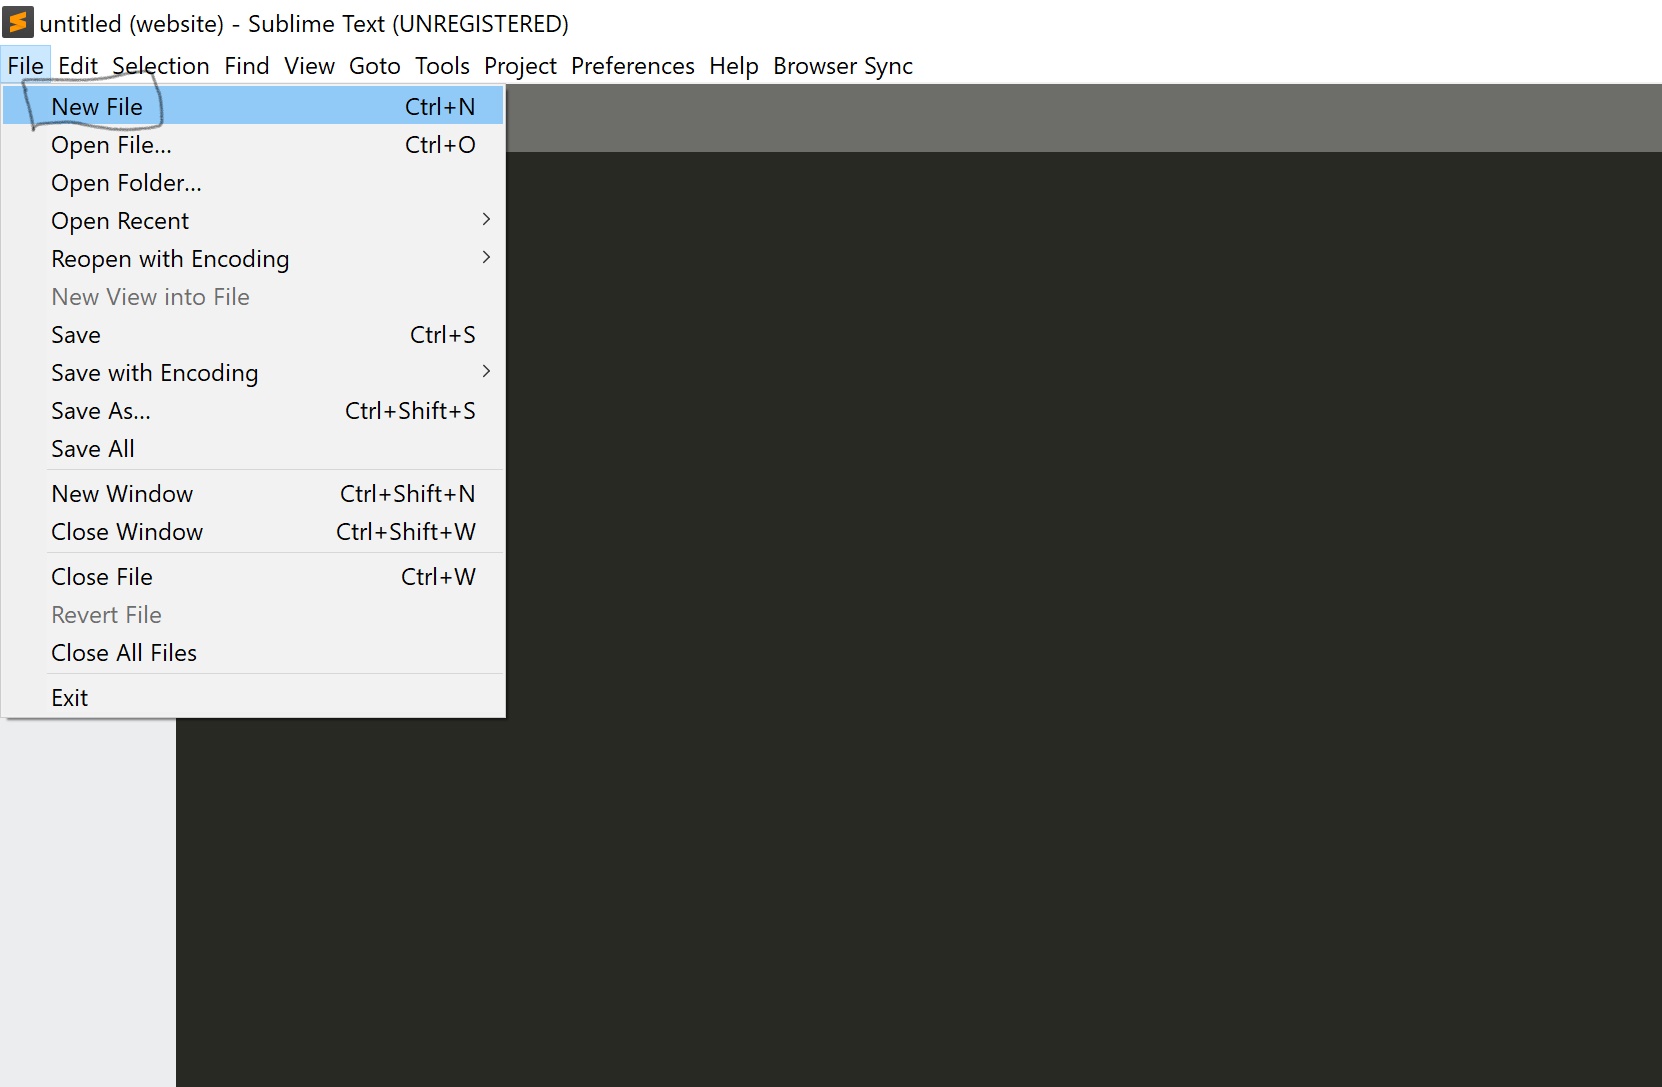 untitled (website) - Sublime Text (UNREGISTERED)
File Edit Selection Find View Goto Tools Project Preferences Help Browser Sync
New File Ctrl+N
Open File... Ctrl+O
Open Folder...
Open Recent
Reopen with Encoding
New View into File
Save Ctrl+S
Save with Encoding
Save As... Ctrl+Shift+S
Save All
New Window Ctrl+Shift+N
Close Window Ctrl+Shift+W
Close File Ctrl+W
Revert File
Close All Files
Exit